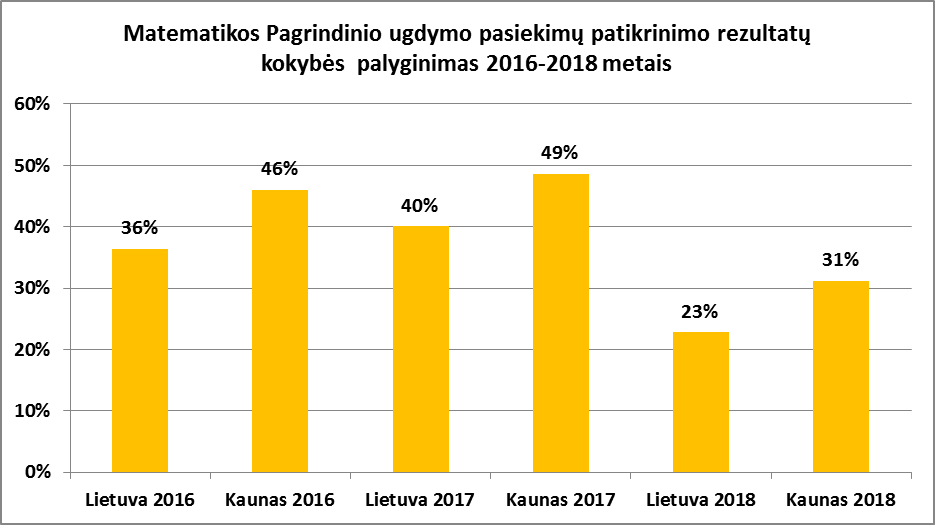 Matematikos Pagrindinio ugdymo pasiekimų patikrinimo rezultatų
kokybės palyginimas 2016-2018 metais
60%
50%
40%
30%
20%
10%
0%
36%
46%
40%
49%
23%
31%
Lietuva 2016
Kaunas 2016
Lietuva 2017
Kaunas 2017
Lietuva 2018
Kaunas 2018